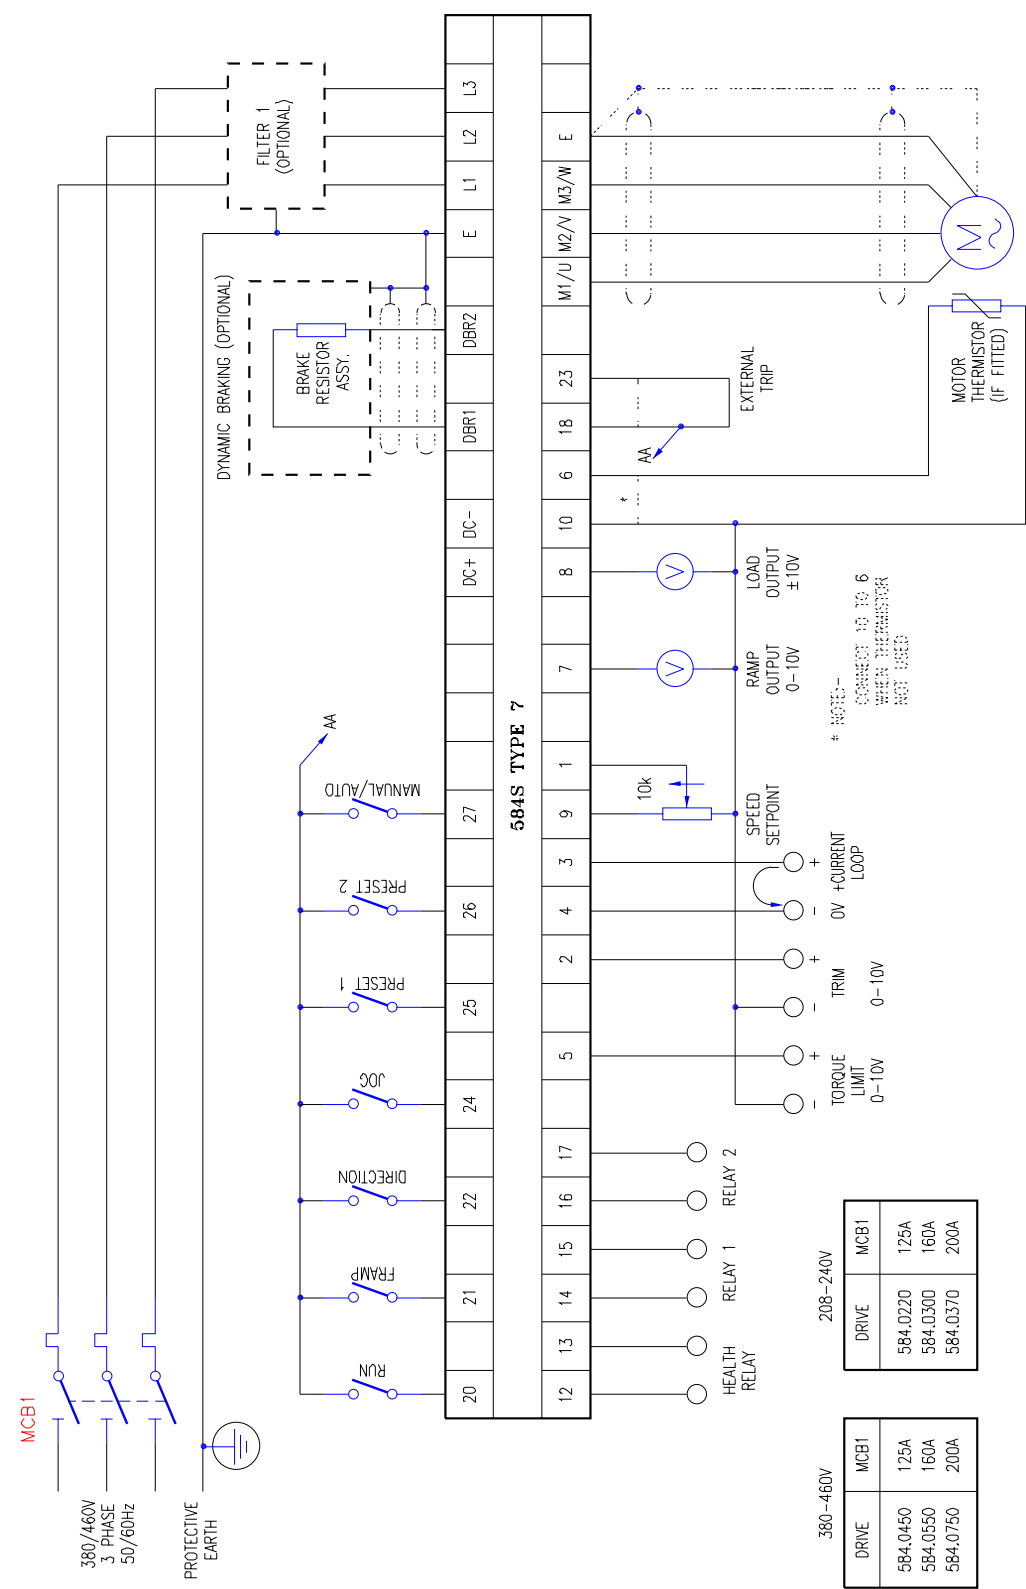 MCB1
380/460V
3 PHASE
50/60Hz
PROTECTIVE
EARTH
FILTER 1
(OPTIONAL)
DYNAMIC BRAKING (OPTIONAL)
BRAKE
RESISTOR
ASSY.
AA
RUN
FRAMP
DIRECTION
JOG
PRESET 1
PRESET 2
MANUAL/AUTO
20
21
22
24
25
26
27
DC+
DC-
DBR1
DBR2
E
L1
L2
L3
584S TYPE 7
12
13
14
15
16
17
5
2
4
3
9
1
7
8
10
6
18
23
M1/U
M2/V
M3/W
E
HEALTH
RELAY
RELAY 1
RELAY 2
10k
V
V
*
AA
EXTERNAL
TRIP
M
MOTOR
THERMISTOR
(IF FITTED)
LOAD
OUTPUT
±10V
RAMP
OUTPUT
0-10V
SPEED
SETPOINT
- +
TORQUE
LIMIT
0-10V
- +
TRIM
0-10V
- +
0V +CURRENT
LOOP
* NOTE:-
CONNECT 10 TO 6
WHEN THERMISTOR
NOT USED
380-460V
DRIVE MCB1
584.0450 125A
584.0550 160A
584.0750 200A
208-240V
DRIVE MCB1
584.0220 125A
584.0300 160A
584.0370 200A